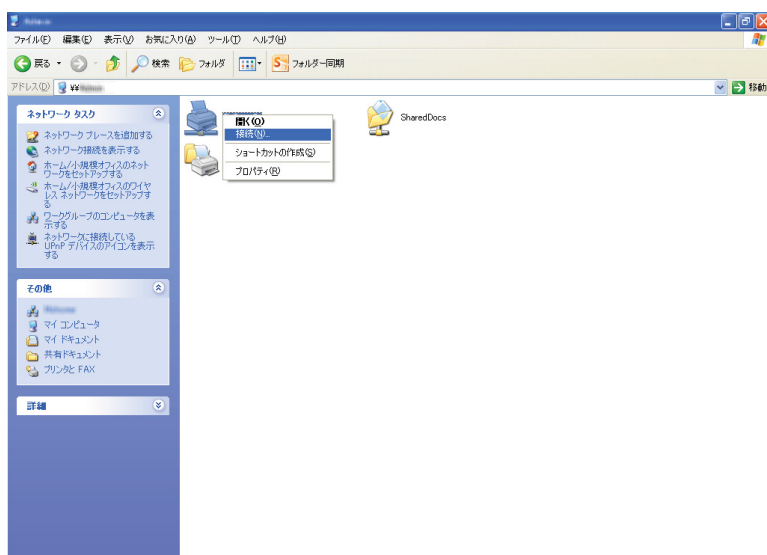 ファイル(F) 編集(E) 表示(V) お気に入り(A) ツール(T) ヘルプ(H)
戻る 検索 フォルダ フォルダー同期
アドレス(D) ¥¥ 移動
ネットワーク タスク
ネットワーク プレースを追加する
ネットワーク接続を表示する
ホーム/小規模オフィスのネット
ワークをセットアップする
ホーム/小規模オフィスのワイヤ
レス ネットワークをセットアップす
る
ワークグループのコンピュータを表
示する
ネットワークに接続している
UPnP デバイスのアイコンを表示
する
その他
マイ コンピュータ
マイ ドキュメント
共有ドキュメント
プリンタと FAX
詳細
開く(O)
接続(N)...
ショートカットの作成(S)
プロパティ(R)
SharedDocs